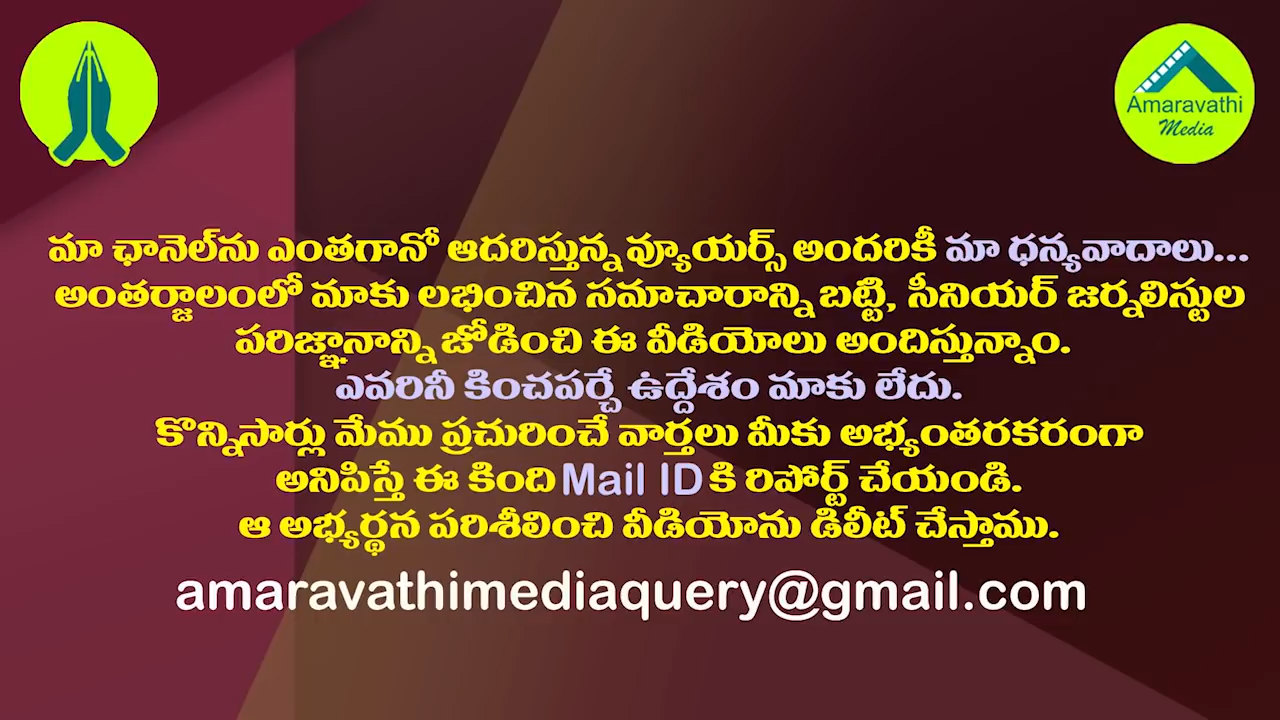 Amaravathi
Media
మా ఛానెల్‌ను ఎంతగానో ఆదరిస్తున్న వ్యూయర్స్ అందరికీ మా ధన్యవాదాలు...
అంతర్జాలంలో మాకు లభించిన సమాచారాన్ని బట్టి, సీనియర్ జర్నలిస్టుల
పరిజ్ఞానాన్ని జోడించి ఈ వీడియోలు అందిస్తున్నాం.
ఎవరినీ కించపర్చే ఉద్దేశం మాకు లేదు.
కొన్నిసార్లు మేము ప్రచురించే వార్తలు మీకు అభ్యంతరకరంగా
అనిపిస్తే ఈ కింది Mail ID కి రిపోర్ట్ చేయండి.
ఆ అభ్యర్థన పరిశీలించి వీడియోను డిలీట్ చేస్తాము.
amaravathimediaquery@gmail.com